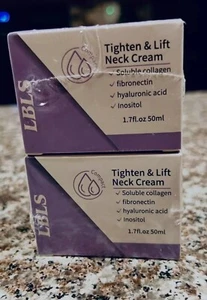 LBLS
Tighten & Lift
Neck Cream
Soluble collagen
fibronectin
hyaluronic acid
Inositol
1.7fl.oz 50ml
LBLS
Compact
Tighten & Lift
Neck Cream
Soluble collagen
fibronectin
hyaluronic acid
Inositol
1.7fl.oz 50ml